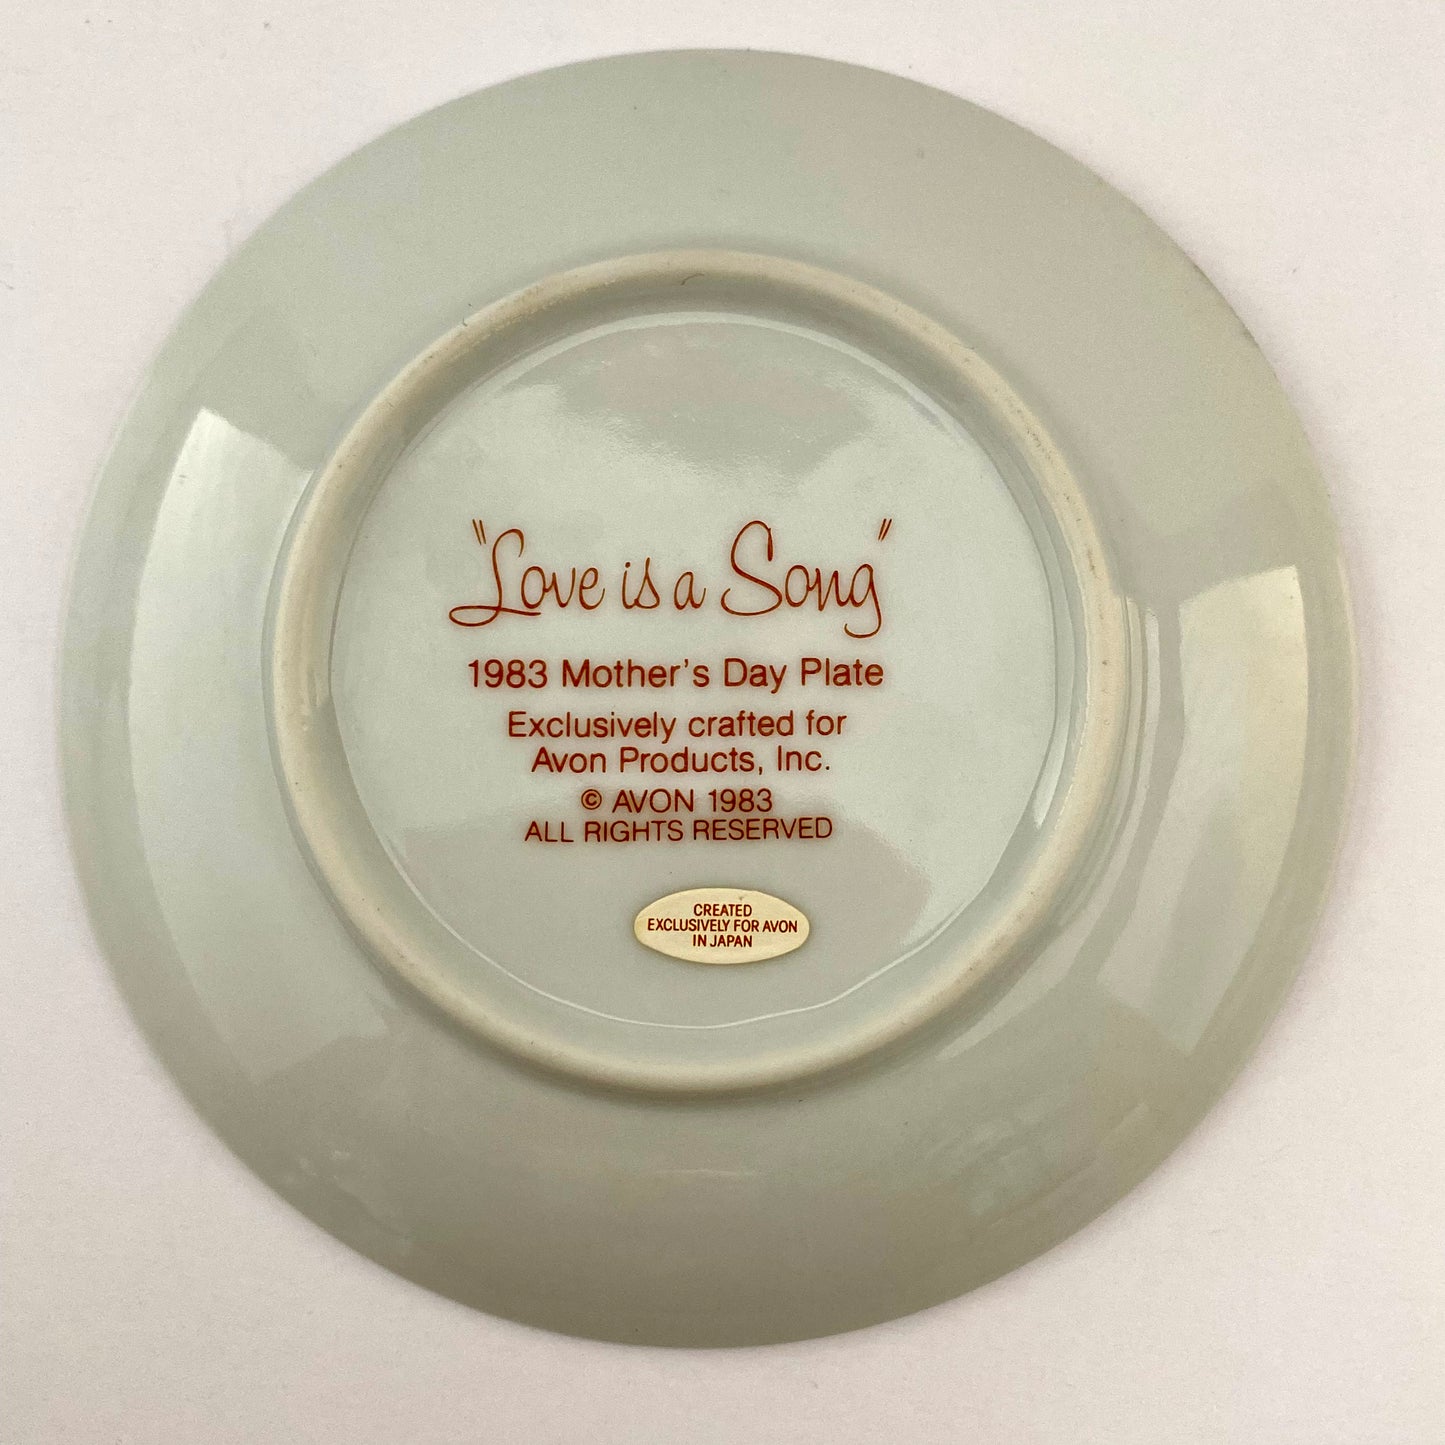 "Love is a Song"
1983 Mother's Day Plate
Exclusively crafted for
Avon Products, Inc.
© AVON 1983
ALL RIGHTS RESERVED
CREATED
EXCLUSIVELY FOR AVON
IN JAPAN